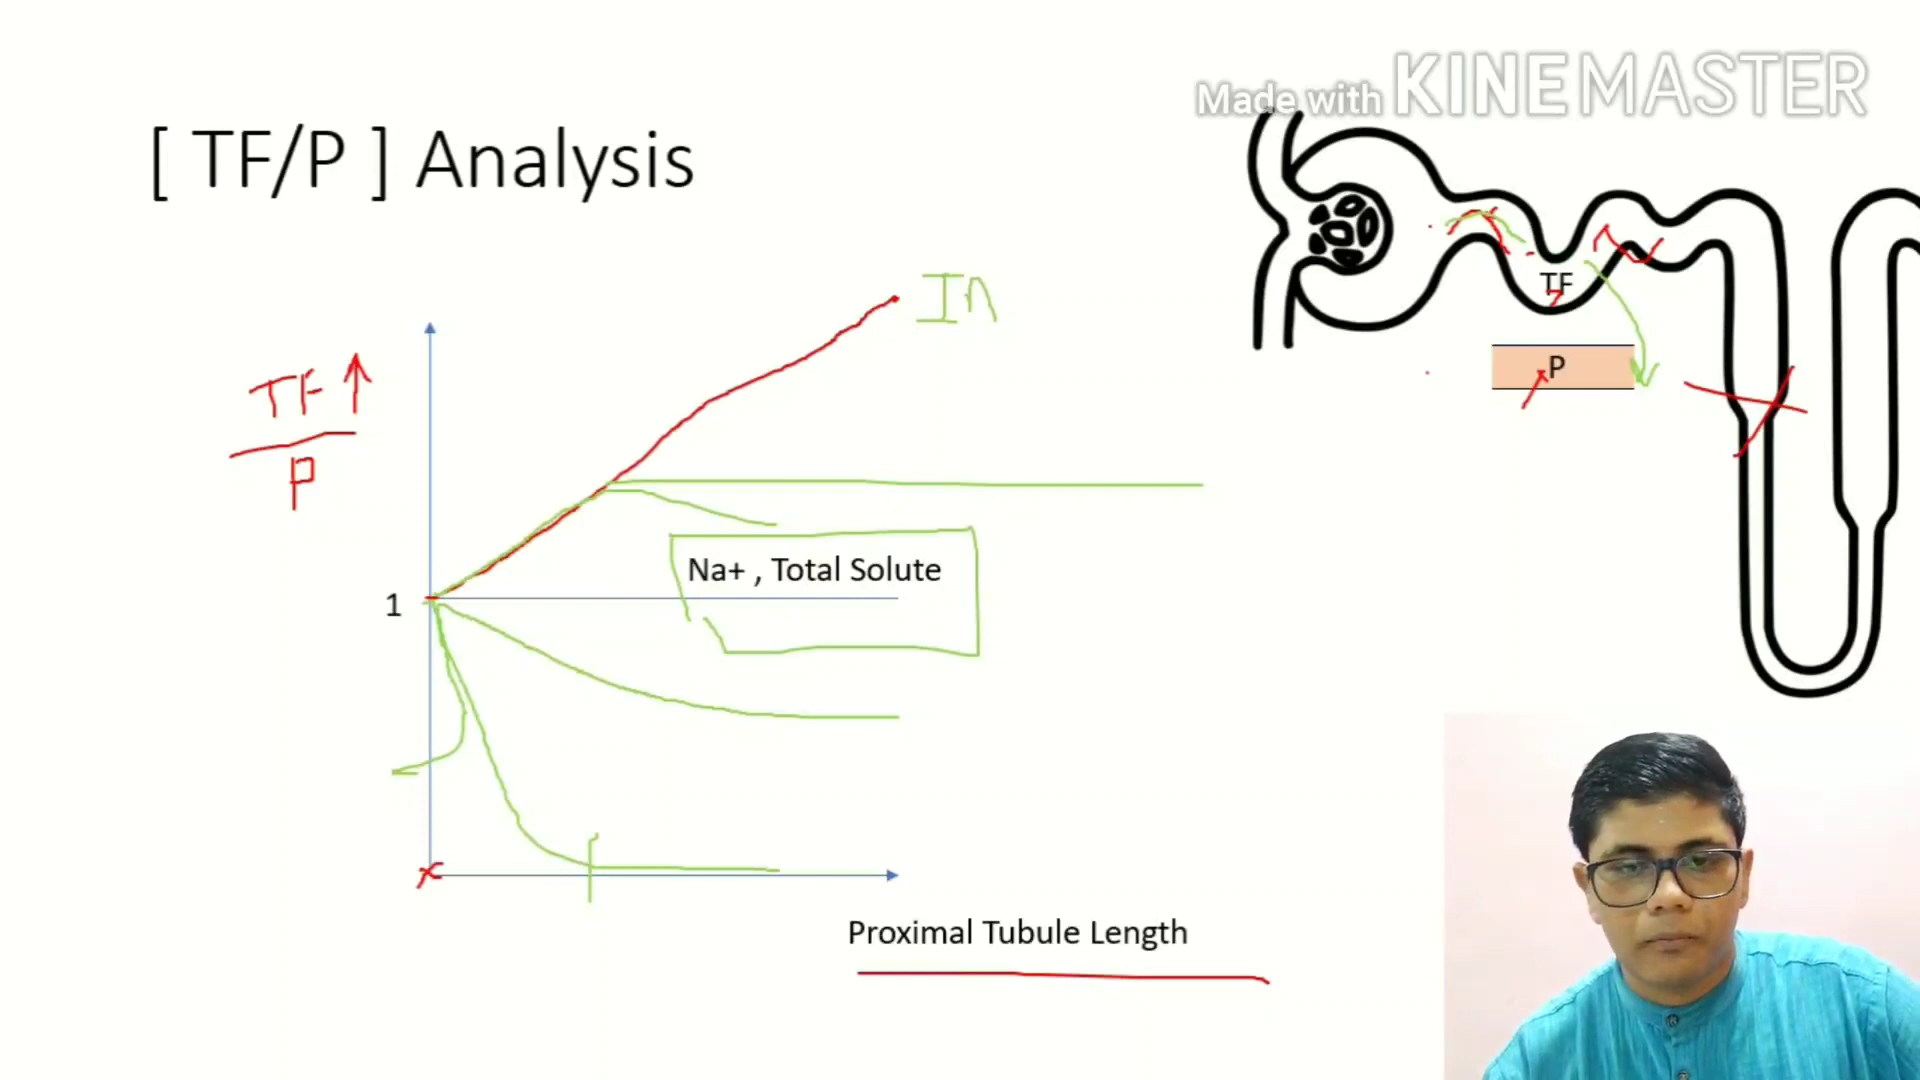 Made with KINEMASTER
[ TF/P ] Analysis
In
TF ↑
P
TF
P
Na+ , Total Solute
1
Proximal Tubule Length